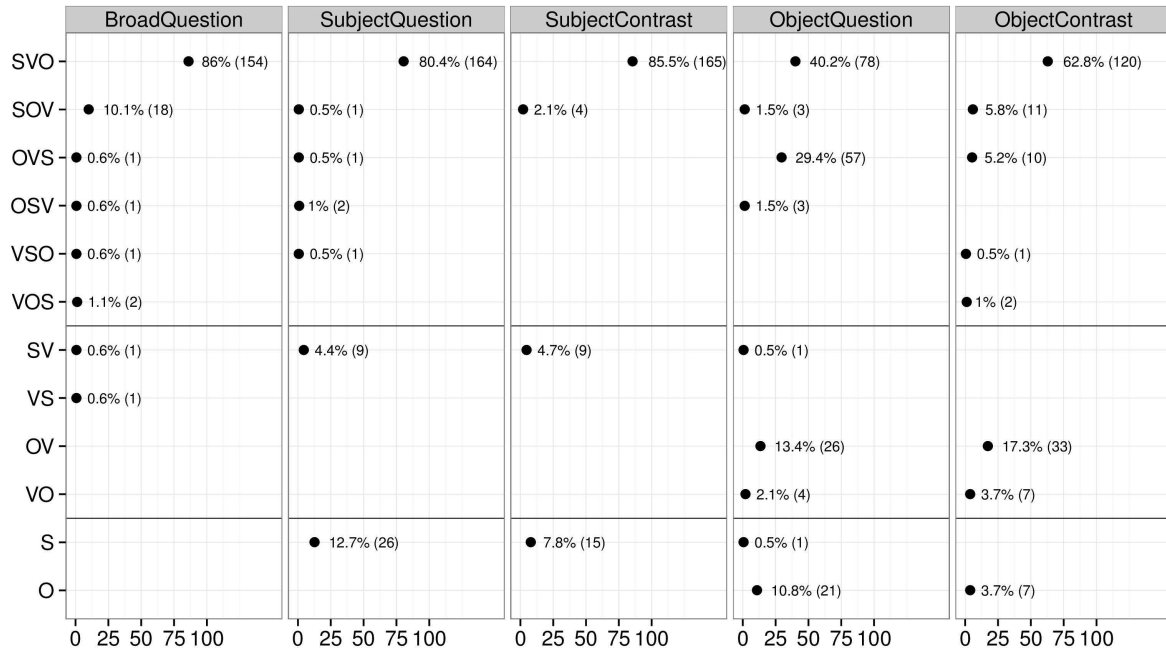 BroadQuestion SubjectQuestion SubjectContrast ObjectQuestion ObjectContrast
SVO 86% (154) 80.4% (164) 85.5% (165) 40.2% (78) 62.8% (120)
SOV 10.1% (18) 0.5% (1) 2.1% (4) 1.5% (3) 5.8% (11)
OVS 0.6% (1) 0.5% (1) 29.4% (57) 5.2% (10)
OSV 0.6% (1) 1% (2) 1.5% (3)
VSO 0.6% (1) 0.5% (1) 0.5% (1)
VOS 1.1% (2) 1% (2)
SV 0.6% (1) 4.4% (9) 4.7% (9) 0.5% (1)
VS 0.6% (1)
OV 13.4% (26) 17.3% (33)
VO 2.1% (4) 3.7% (7)
S 12.7% (26) 7.8% (15) 0.5% (1)
O 10.8% (21) 3.7% (7)
0 25 50 75 100 0 25 50 75 100 0 25 50 75 100 0 25 50 75 100 0 25 50 75 100